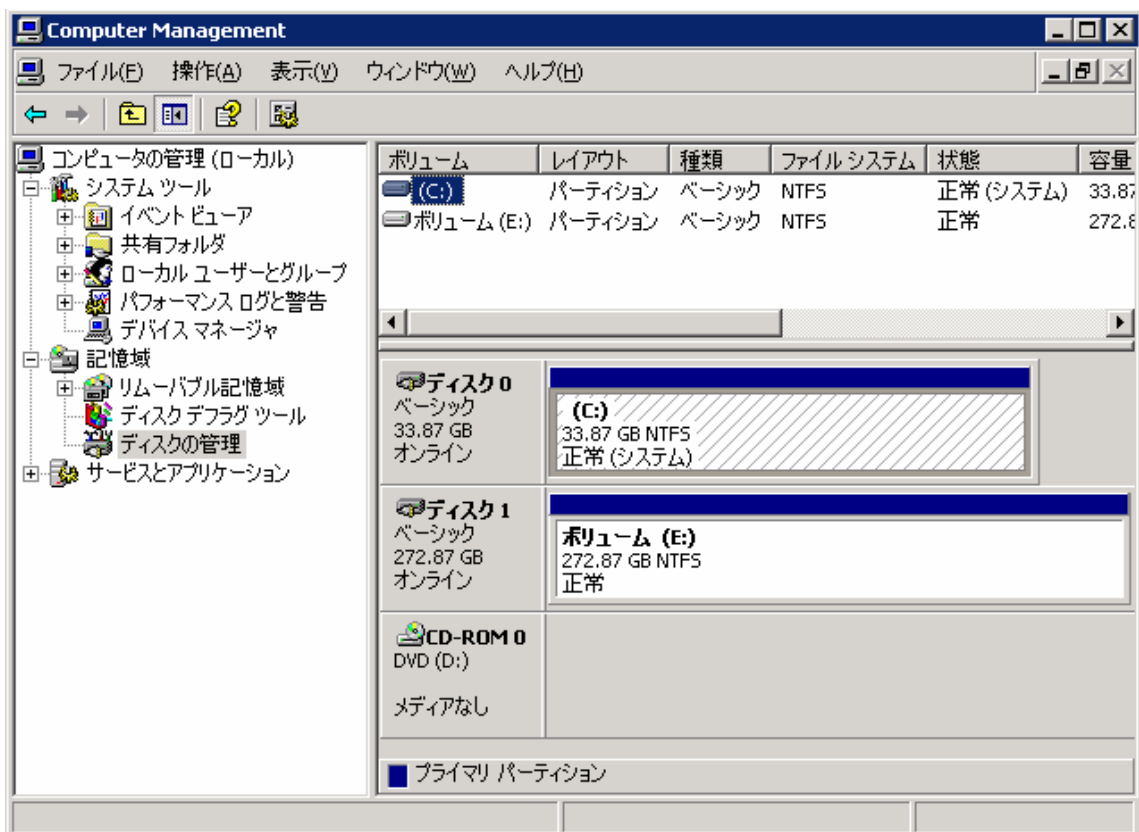 Computer Management
ファイル(F) 操作(A) 表示(V) ウィンドウ(W) ヘルプ(H)
コンピュータの管理 (ローカル)
システム ツール
イベント ビューア
共有フォルダ
ローカル ユーザーとグループ
パフォーマンス ログと警告
デバイス マネージャ
記憶域
リムーバブル記憶域
ディスク デフラグ ツール
ディスクの管理
サービスとアプリケーション
ボリューム レイアウト 種類 ファイル システム 状態 容量
(C:) パーティション ベーシック NTFS 正常 (システム) 33.87
ボリューム (E:) パーティション ベーシック NTFS 正常 272.8
ディスク 0
ベーシック
33.87 GB
オンライン
(C:)
33.87 GB NTFS
正常 (システム)
ディスク 1
ベーシック
272.87 GB
オンライン
ボリューム (E:)
272.87 GB NTFS
正常
CD-ROM 0
DVD (D:)
メディアなし
プライマリ パーティション